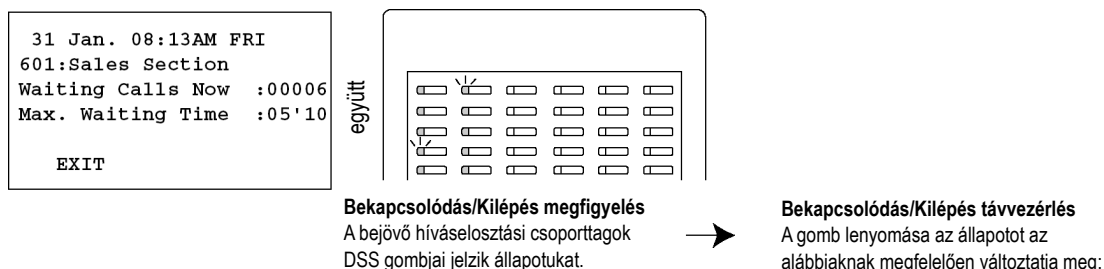 31 Jan. 08:13AM FRI
601:Sales Section
Waiting Calls Now :00006
Max. Waiting Time :05'10
EXIT
együtt
Bekapcsolódás/Kilépés megfigyelés
A bejövő híváselosztási csoporttagok
DSS gombjai jelzik állapotukat.
Bekapcsolódás/Kilépés távvezérlés
A gomb lenyomása az állapotot az
alábbiaknak megfelelően változtatja meg: